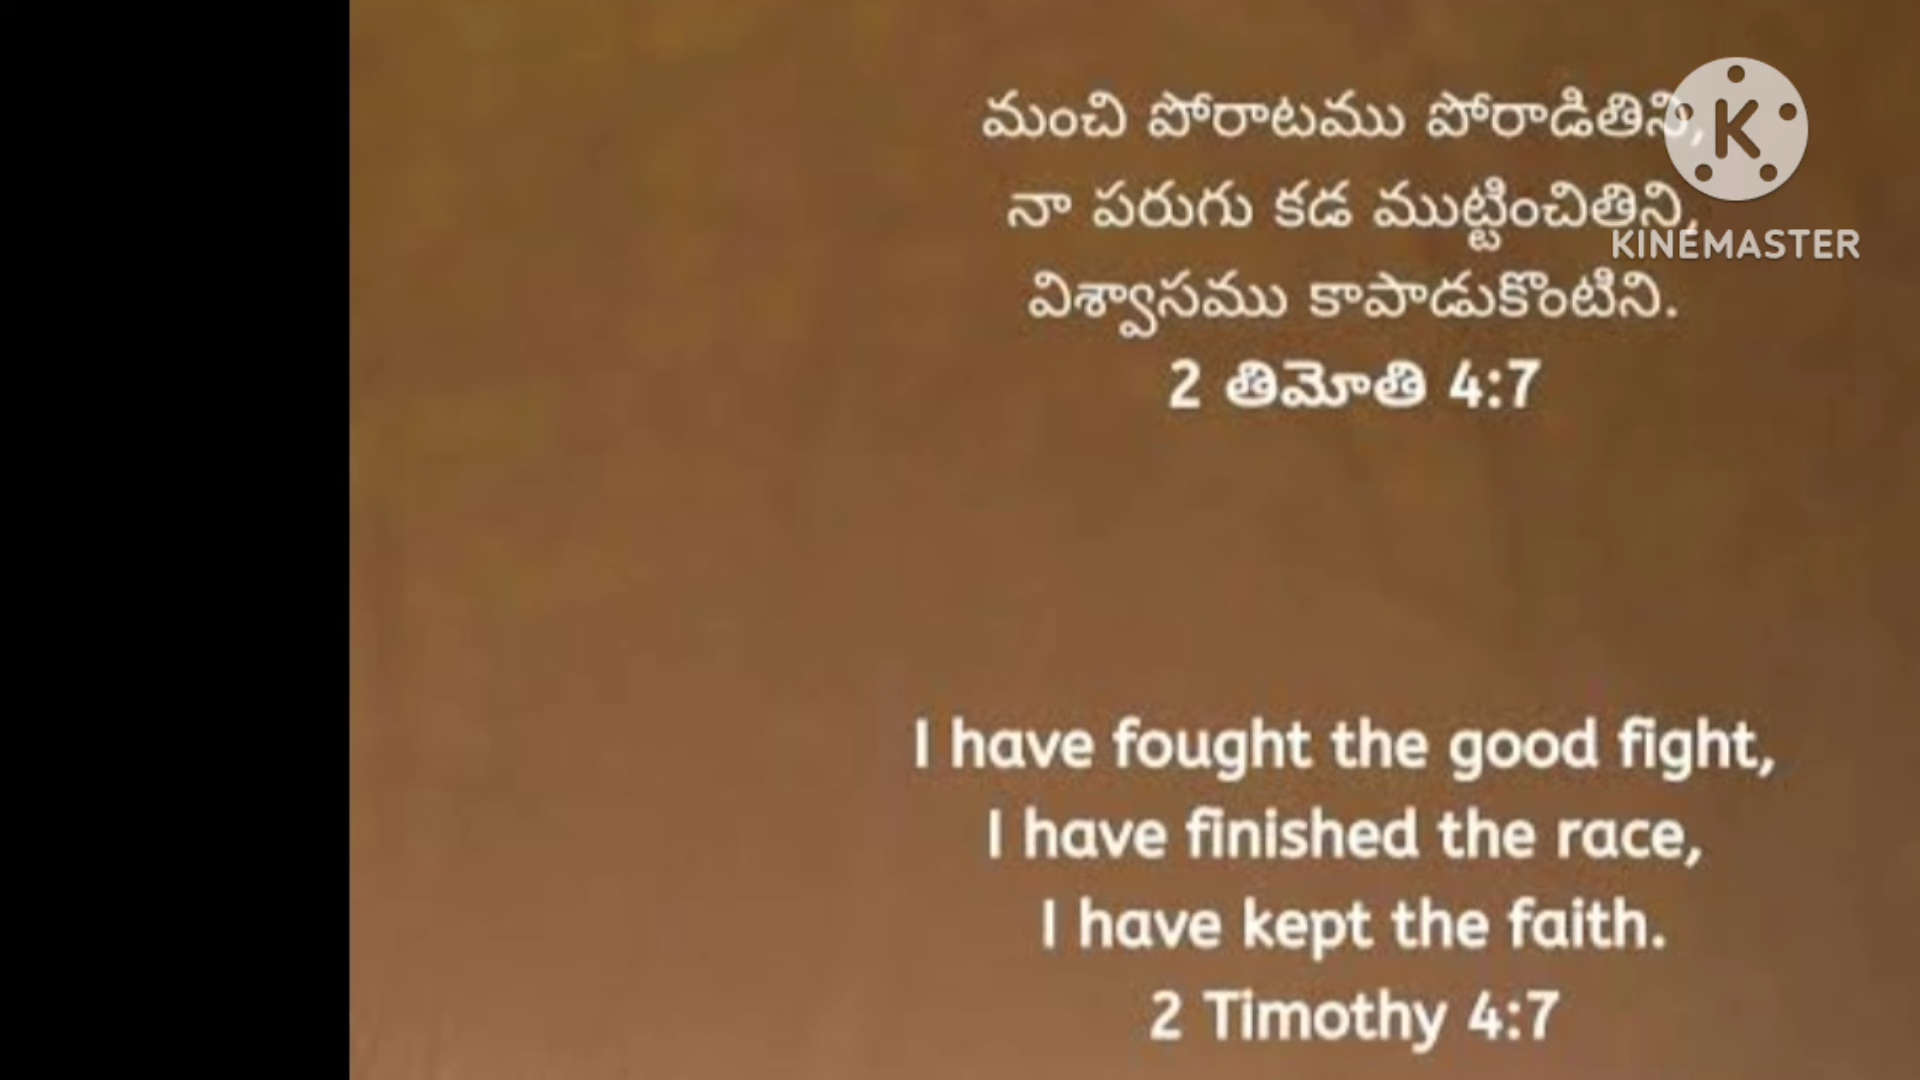 మంచి పోరాటము పోరాడితిని,
నా పరుగు కడ ముట్టించితిని,
విశ్వాసము కాపాడుకొంటిని.
2 తిమోతి 4:7
K
KINEMASTER
I have fought the good fight,
I have finished the race,
I have kept the faith.
2 Timothy 4:7